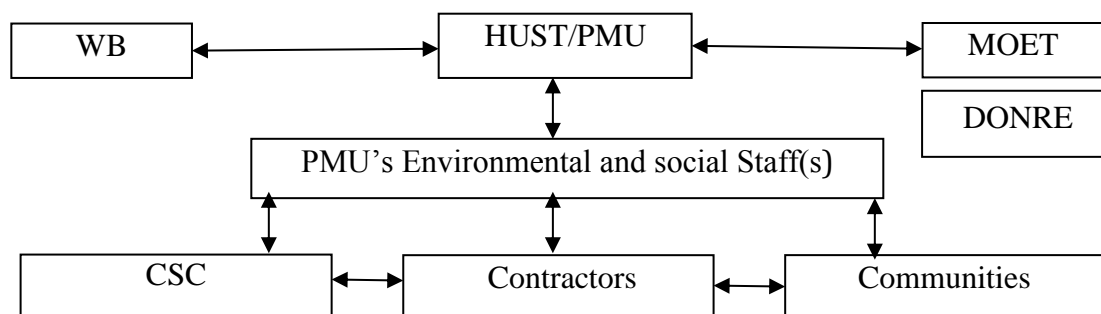 WB
HUST/PMU
MOET
DONRE
PMU's Environmental and social Staff(s)
CSC
Contractors
Communities